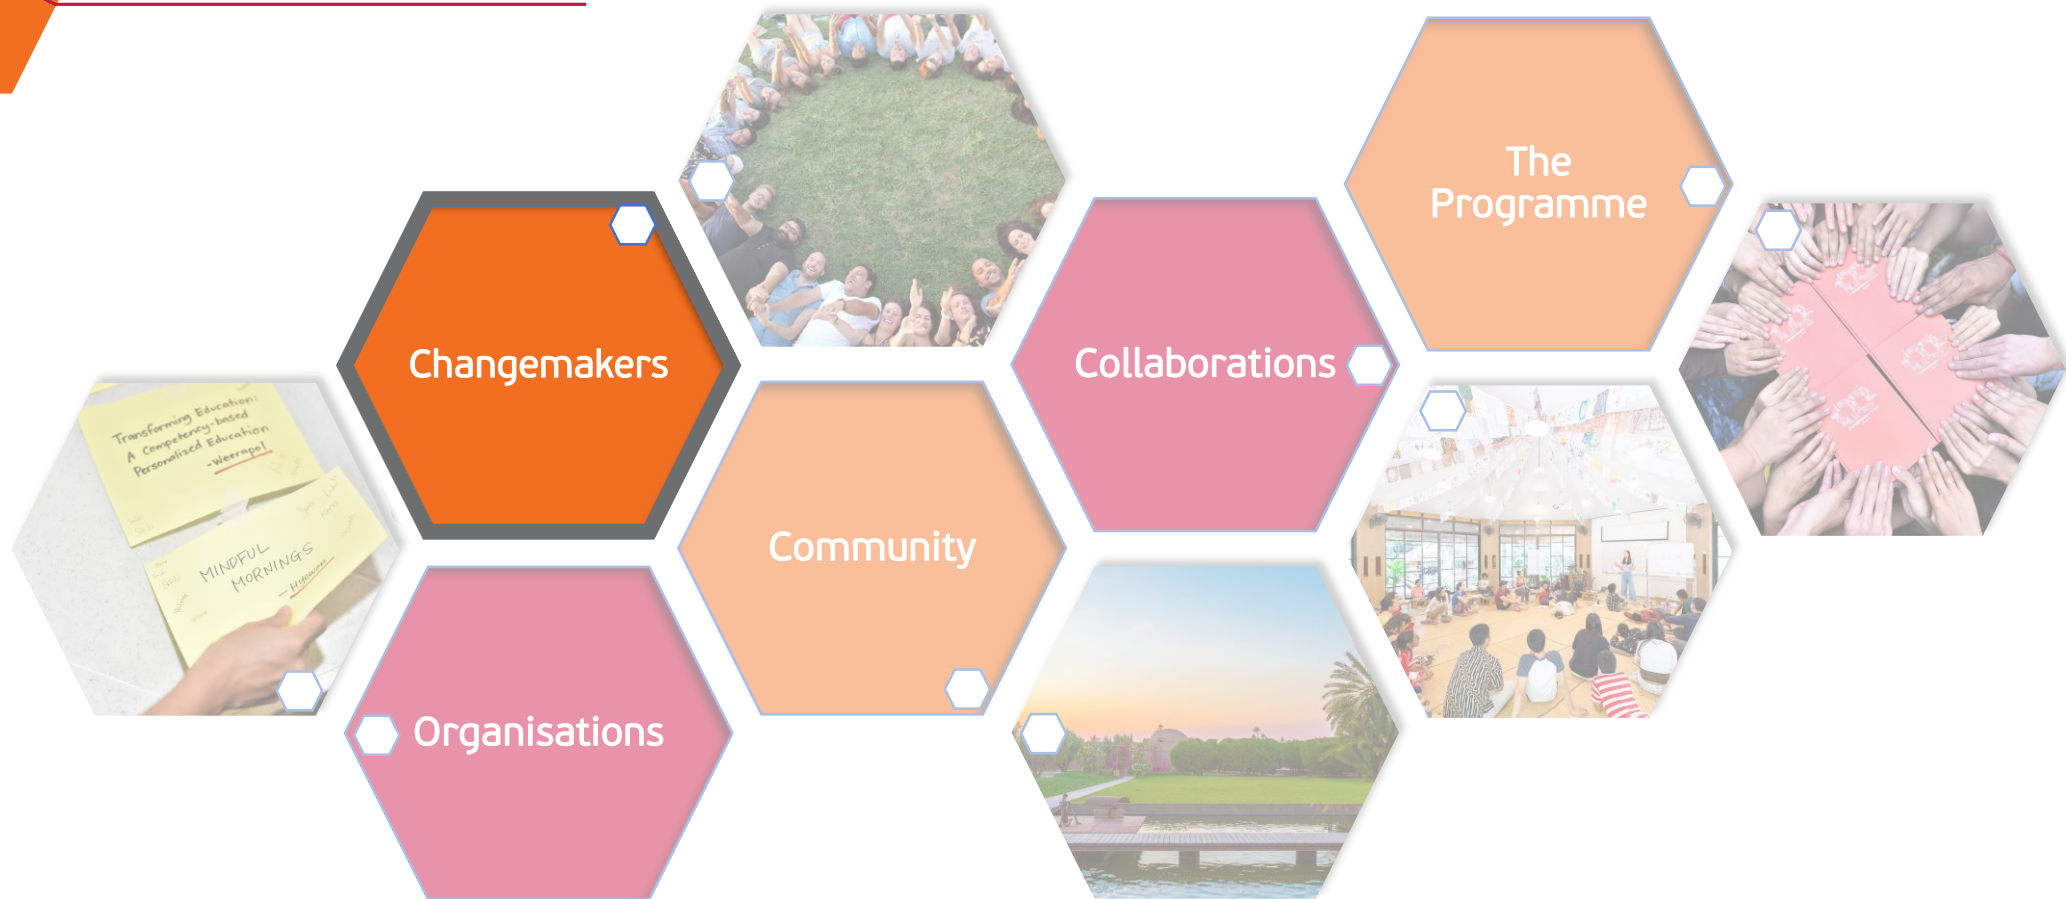 The
Programme
Changemakers
Collaborations
Transforming Education:
A Competency-based
Personalized Education
-Weerapol
MINDFUL
MORNINGS
Community
Organisations